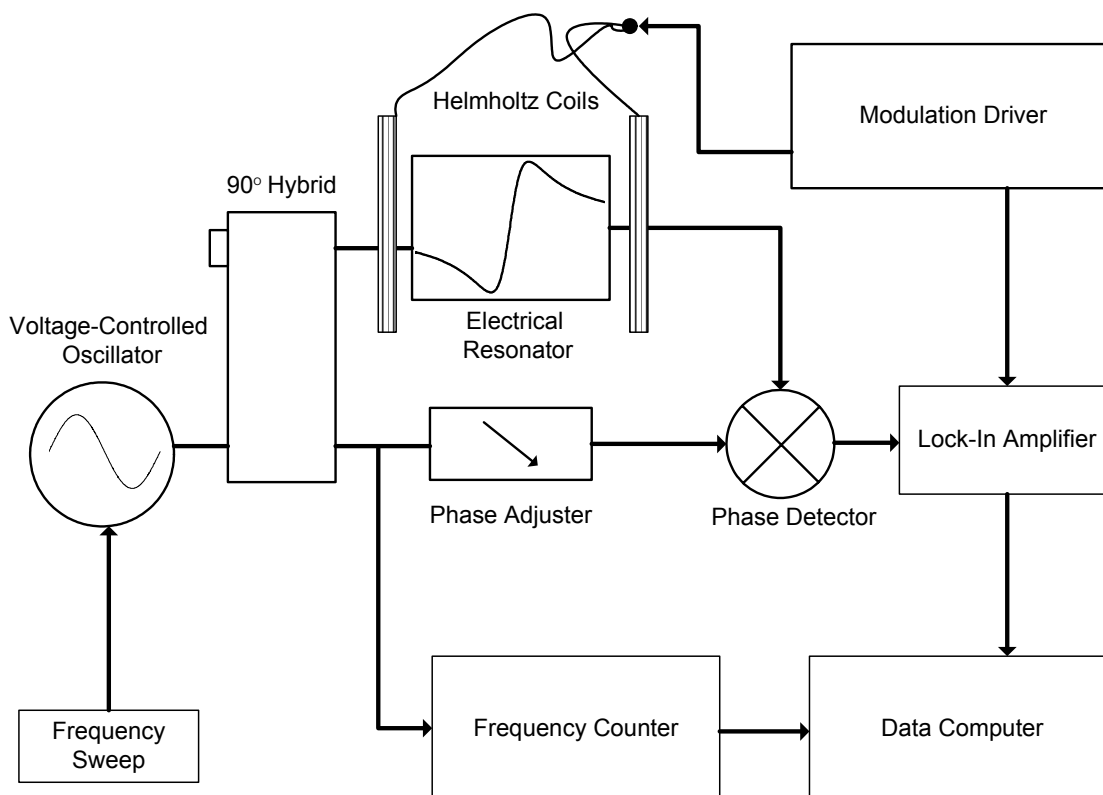 Helmholtz Coils
Modulation Driver
90° Hybrid
Voltage-Controlled
Oscillator
Electrical
Resonator
Lock-In Amplifier
Phase Adjuster
Phase Detector
Frequency
Sweep
Frequency Counter
Data Computer